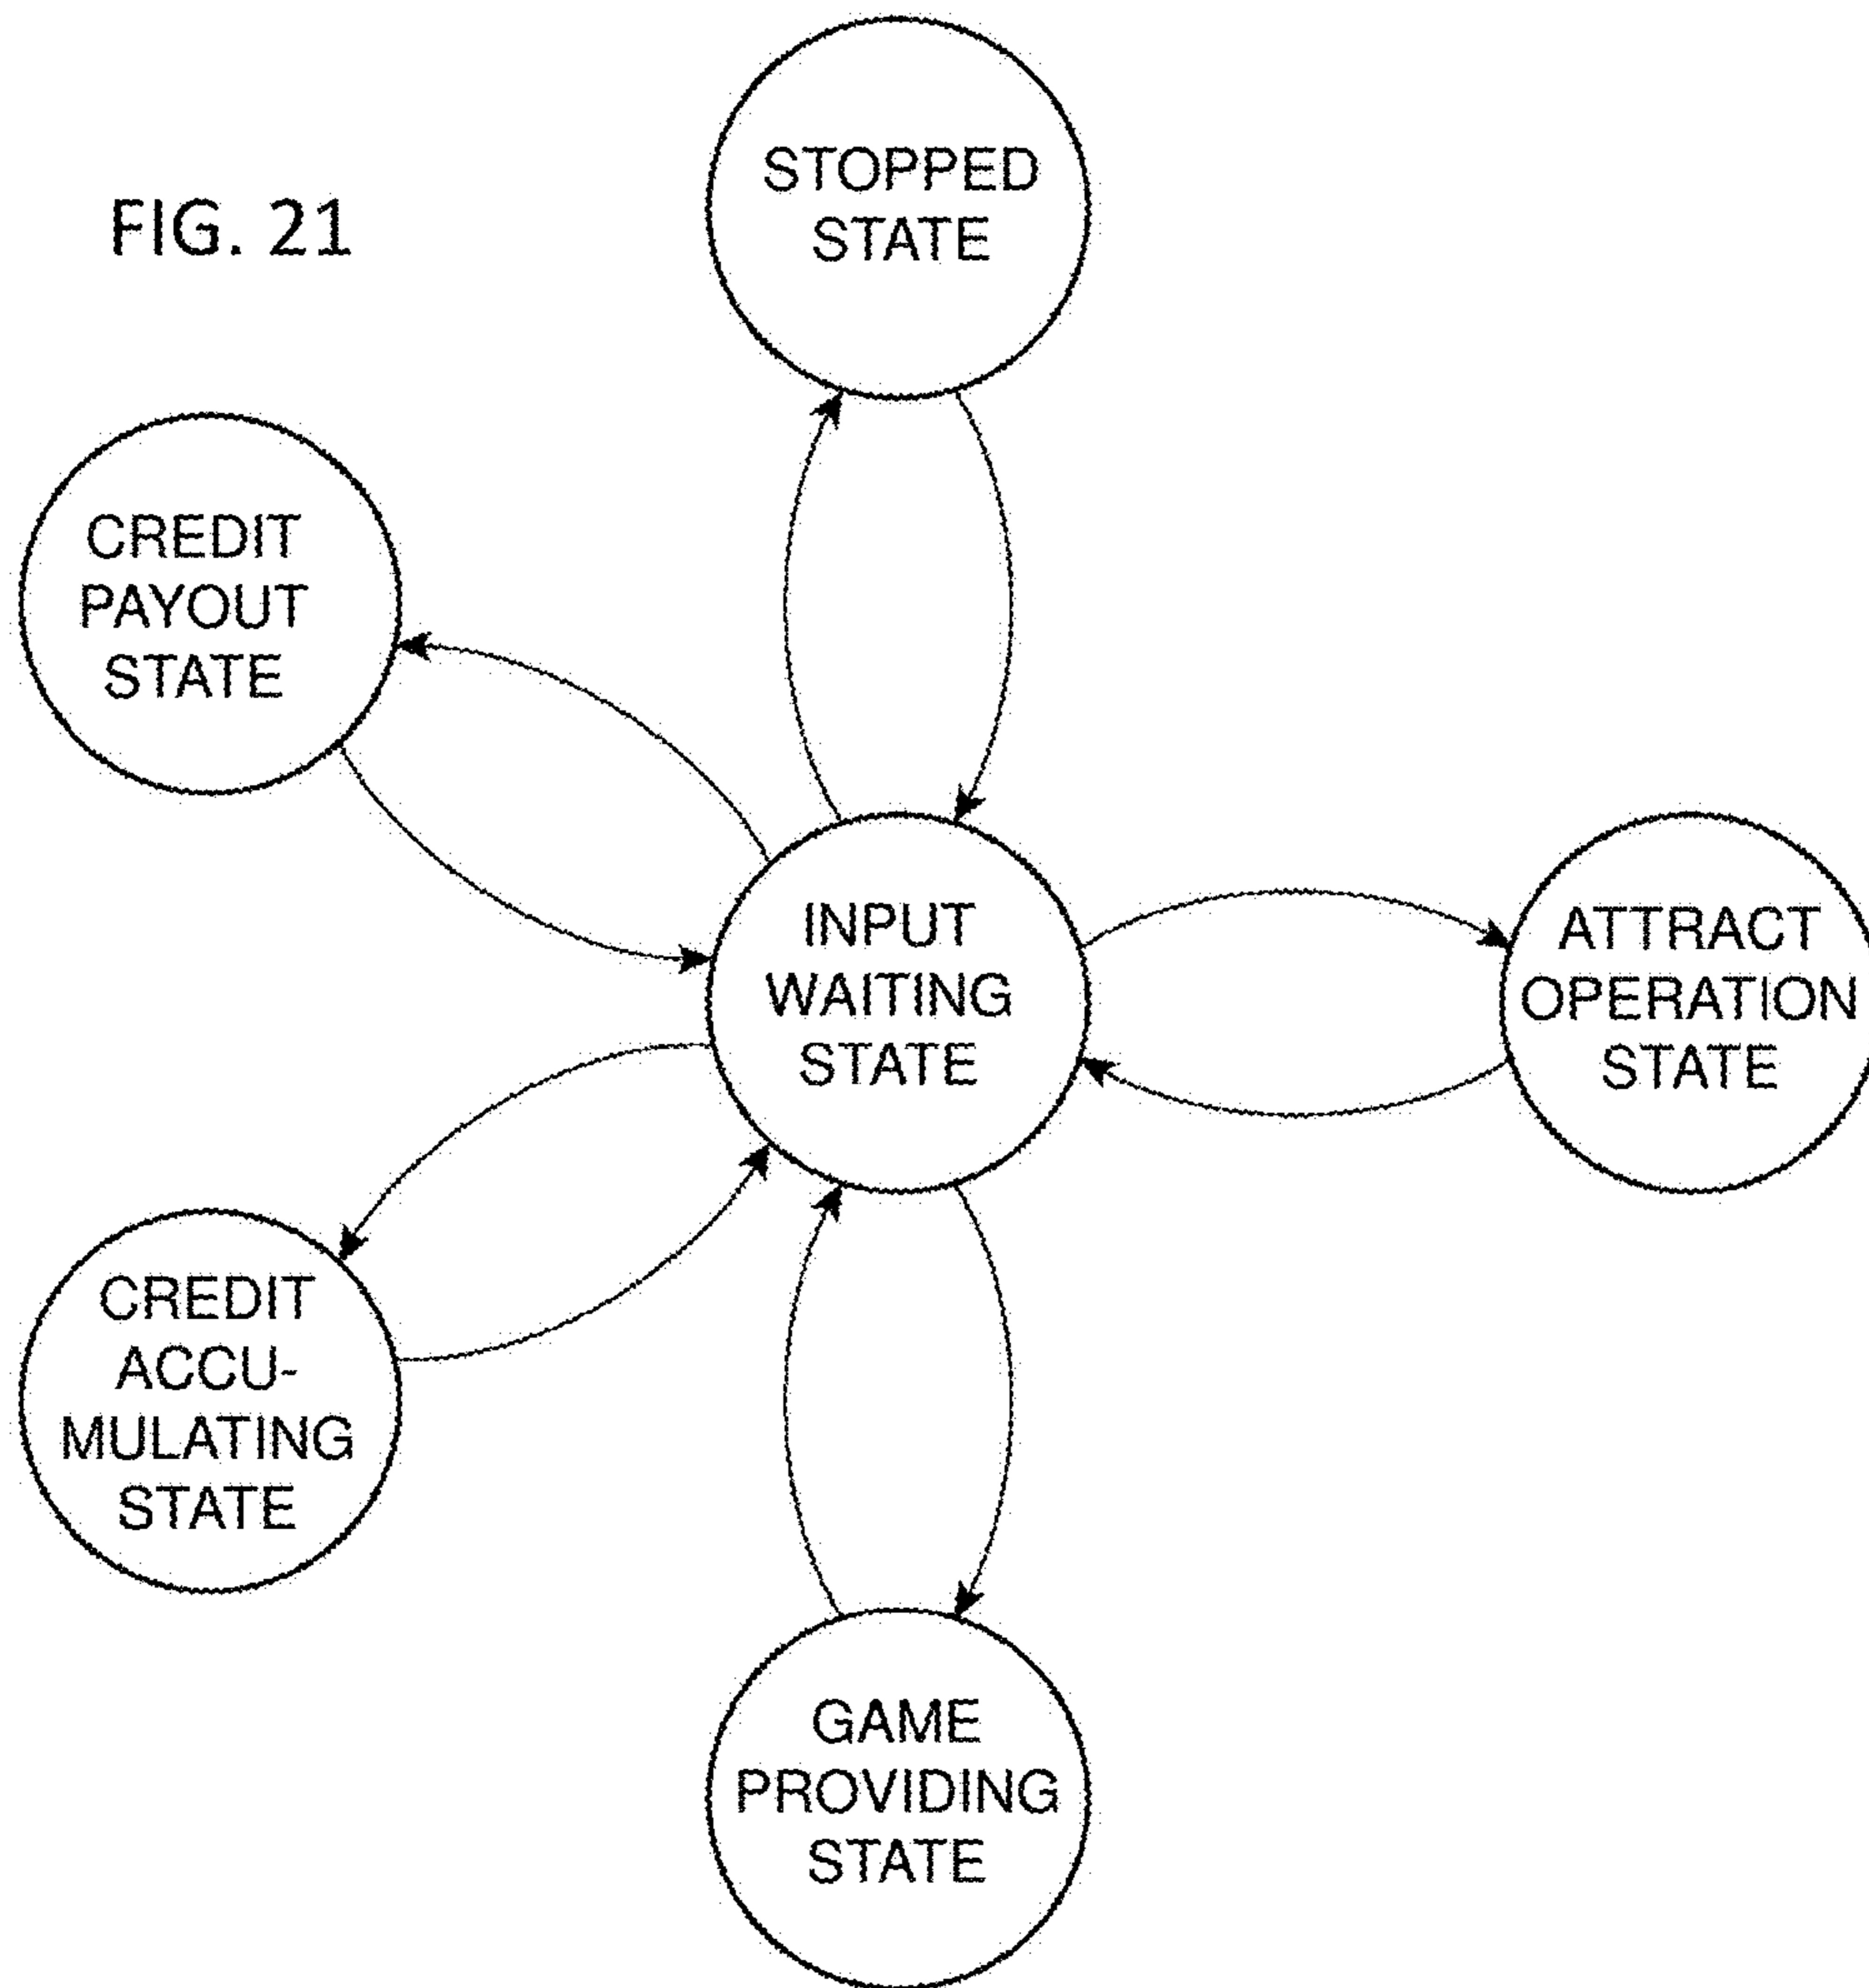 FIG. 21
STOPPED
STATE
CREDIT
PAYOUT
STATE
INPUT
WAITING
STATE
ATTRACT
OPERATION
STATE
CREDIT
ACCU-
MULATING
STATE
GAME
PROVIDING
STATE